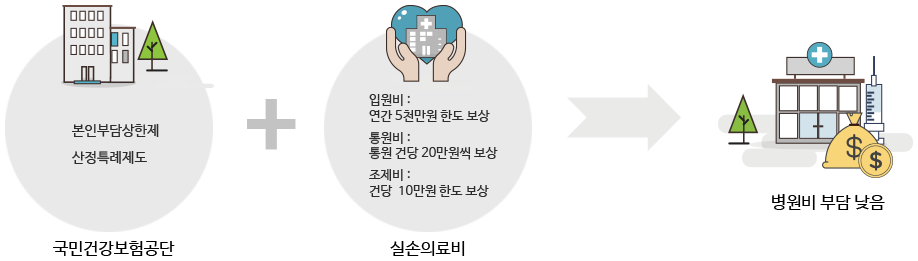 본인부담상한제
산정특례제도
국민건강보험공단
입원비 :
연간 5천만원 한도 보상
통원비 :
통원 건당 20만원씩 보상
조제비 :
건당 10만원 한도 보상
실손의료비
병원비 부담 낮음